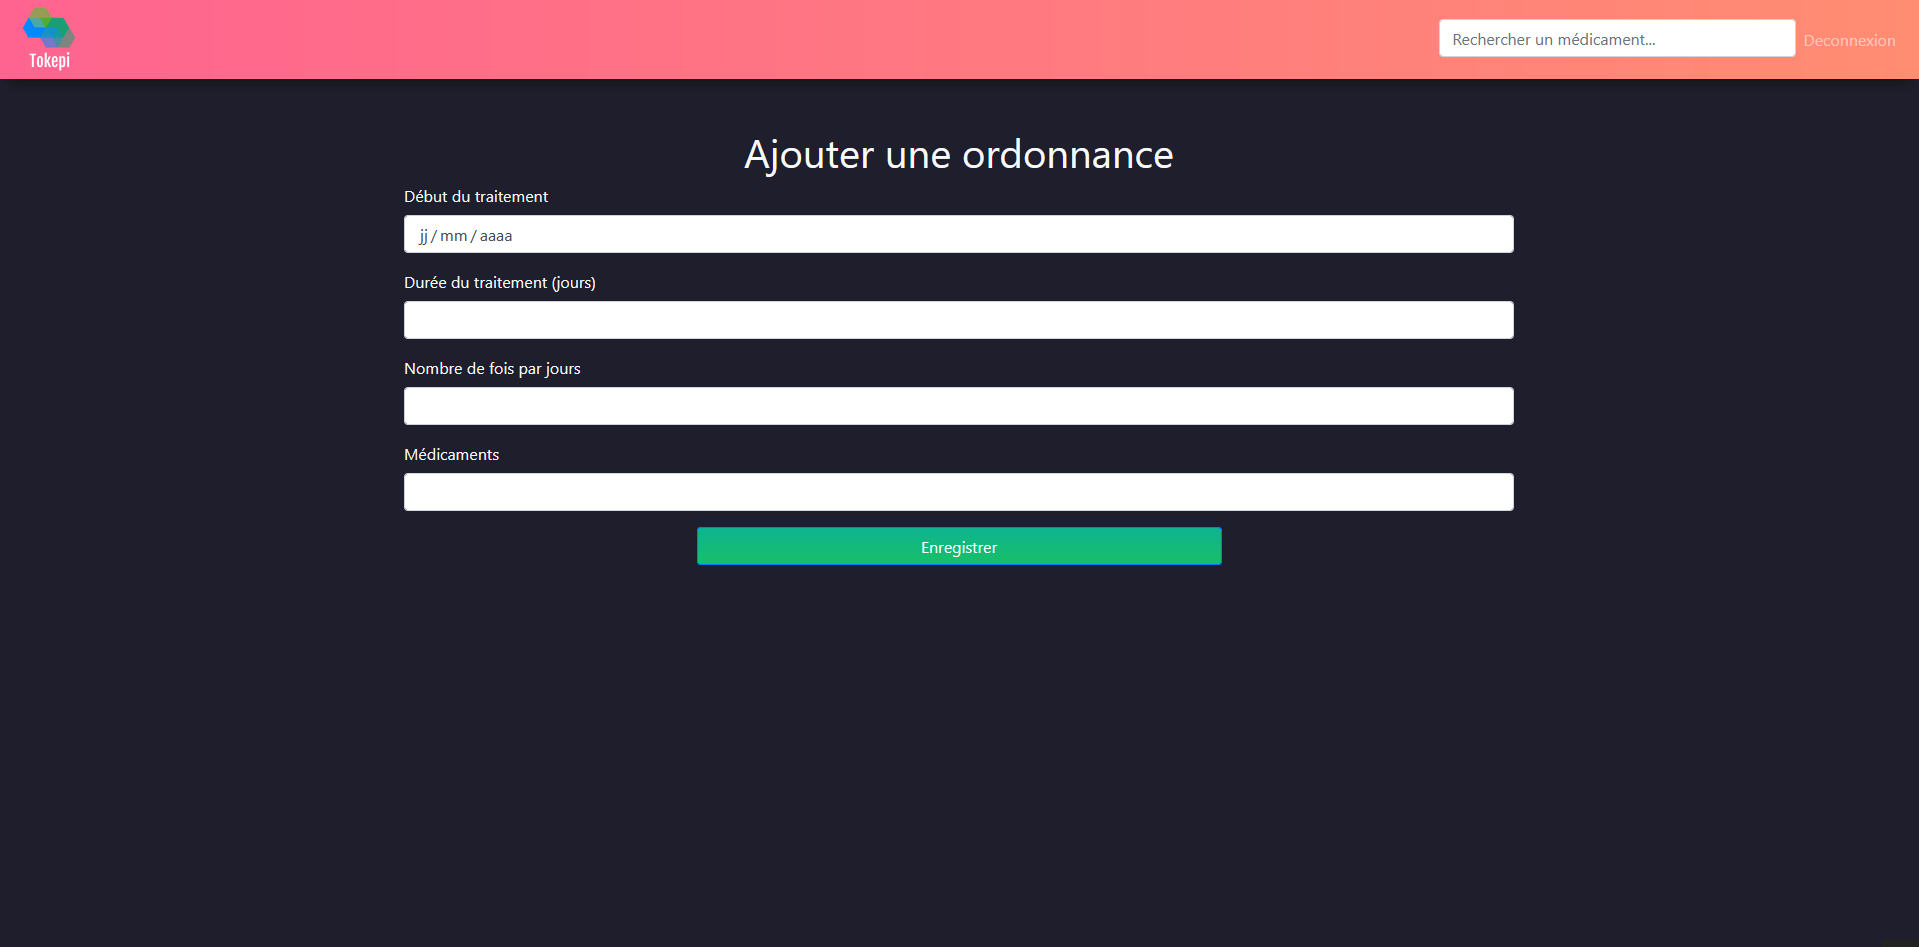 Tokepi
Rechercher un médicament...
Deconnexion
Ajouter une ordonnance
Début du traitement
jj / mm / aaaa
Durée du traitement (jours)
Nombre de fois par jours
Médicaments
Enregistrer